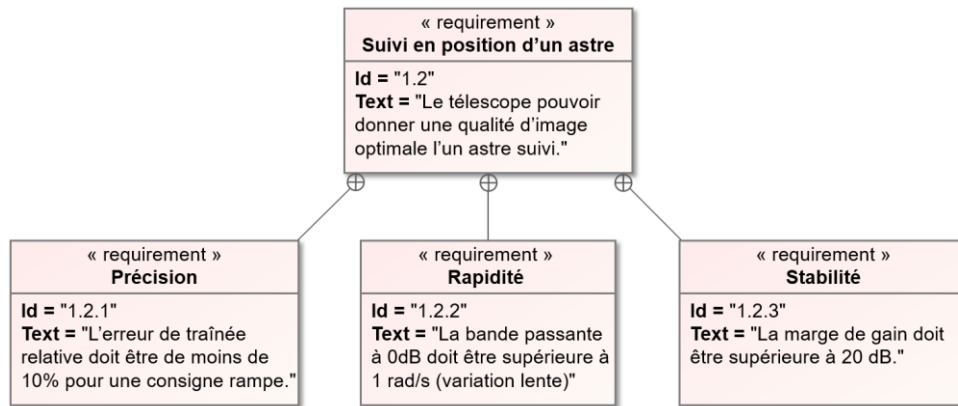 « requirement »
Suivi en position d’un astre
Id = "1.2"
Text = "Le télescope pouvoir
donner une qualité d’image
optimale l’un astre suivi."
« requirement »
Précision
Id = "1.2.1"
Text = "L’erreur de traînée
relative doit être de moins de
10% pour une consigne rampe."
« requirement »
Rapidité
Id = "1.2.2"
Text = "La bande passante
à 0dB doit être supérieure à
1 rad/s (variation lente)"
« requirement »
Stabilité
Id = "1.2.3"
Text = "La marge de gain doit
être supérieure à 20 dB."